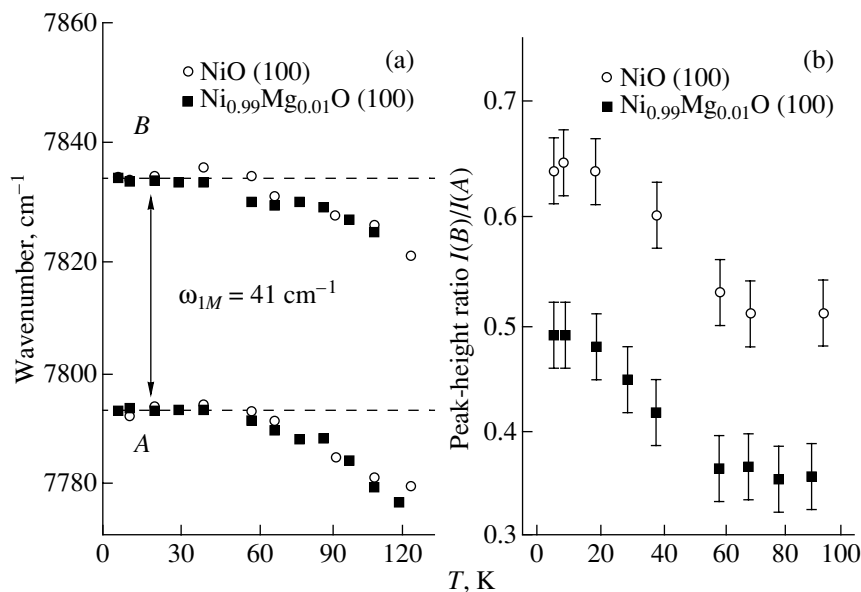 (a)
NiO (100)
Ni0.99Mg0.01O (100)
B
ω1M = 41 cm–1
A
Wavenumber, cm–1
7860
7840
7820
7800
7780
0
30
60
90
120
(b)
NiO (100)
Ni0.99Mg0.01O (100)
Peak-height ratio I(B)/I(A)
0.7
0.6
0.5
0.4
0.3
0
20
40
60
80
100
T, K